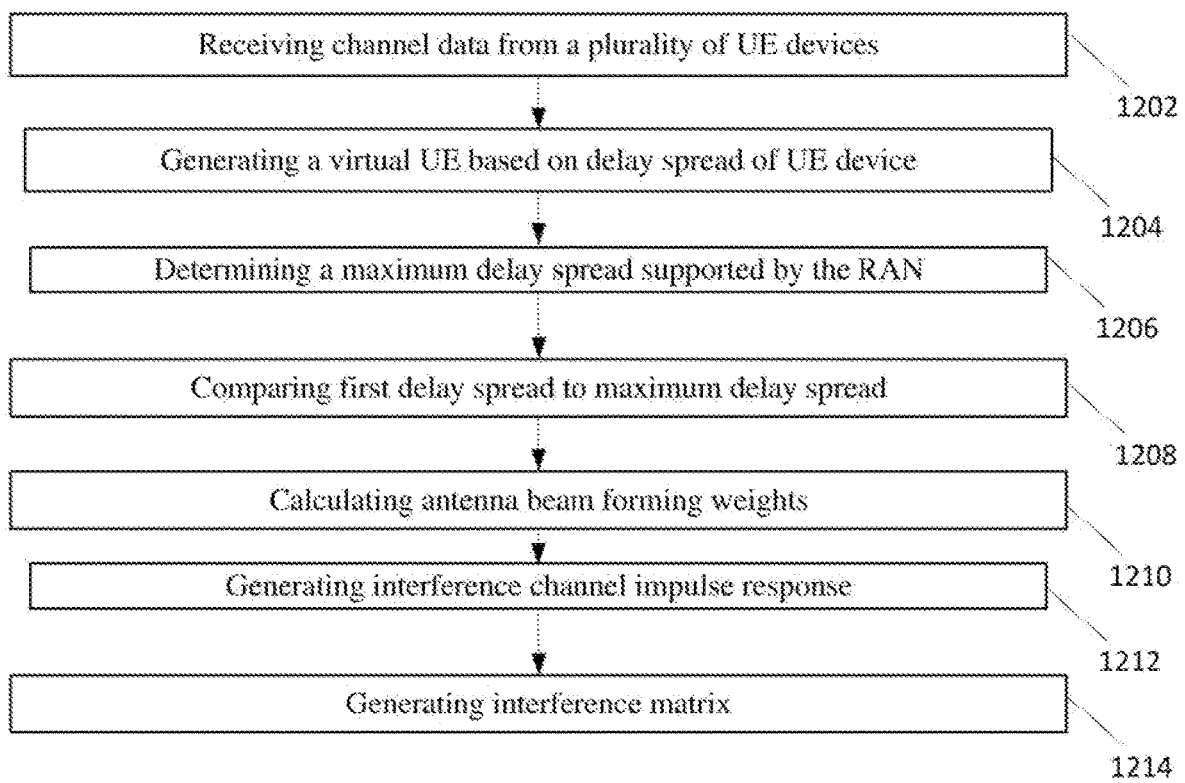 Receiving channel data from a plurality of UE devices
1202
Generating a virtual UE based on delay spread of UE device
1204
Determining a maximum delay spread supported by the RAN
1206
Comparing first delay spread to maximum delay spread
1208
Calculating antenna beam forming weights
1210
Generating interference channel impulse response
1212
Generating interference matrix
1214